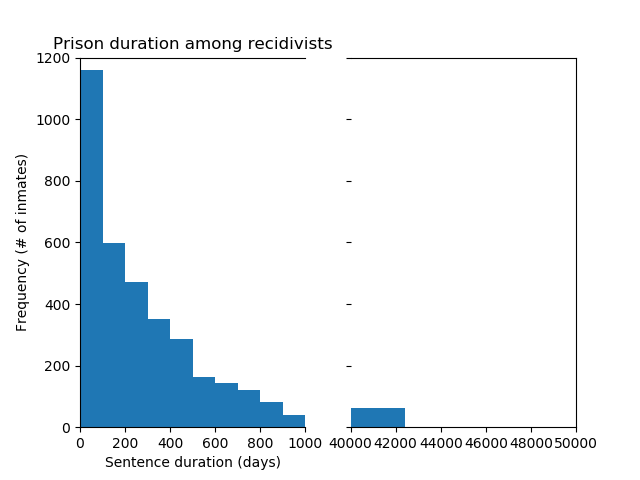 Prison duration among recidivists
1200
1000
800
600
400
200
0
Frequency (# of inmates)
0 200 400 600 800 1000 40000 42000 44000 46000 48000 50000
Sentence duration (days)